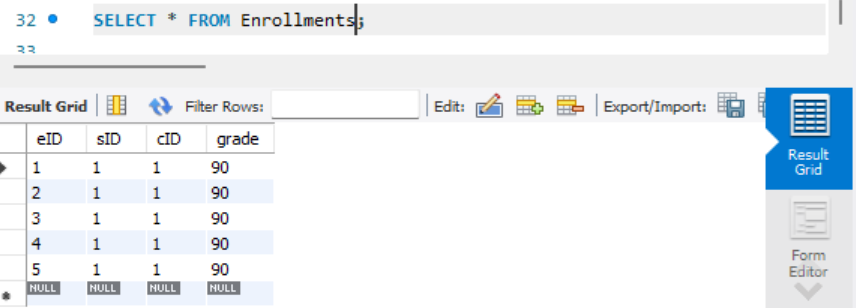 32 SELECT * FROM Enrollments;
33
Result Grid Filter Rows: Edit: Export/Import:
eID sID cID grade
1 1 1 90
2 1 1 90
3 1 1 90
4 1 1 90
5 1 1 90
NULL NULL NULL NULL
Result
Grid
Form
Editor